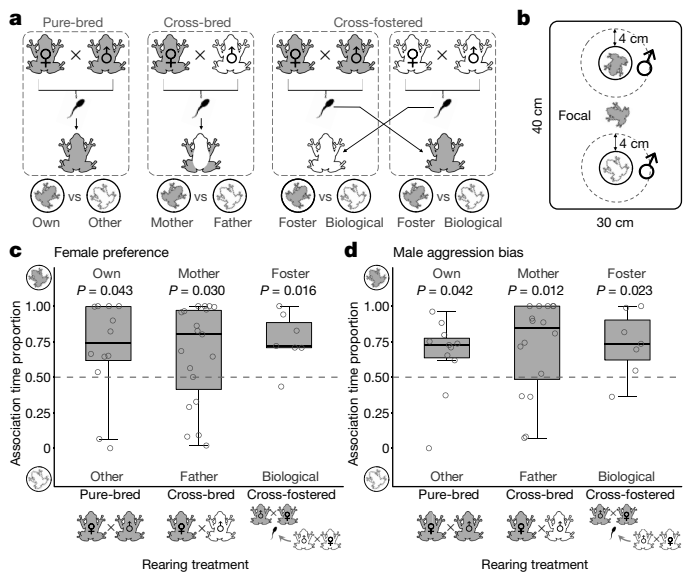 a
Pure-bred
Cross-bred
Cross-fostered
♀ × ♂
♀ × ♂
♀ × ♂
♀ × ♂
vs
vs
vs
vs
Own Other
Mother Father
Foster Biological
Foster Biological
b
4 cm
♂
40 cm
Focal
4 cm
♂
30 cm
c
Female preference
Own
Mother
Foster
P = 0.043
P = 0.030
P = 0.016
Association time proportion
1.00
0.75
0.50
0.25
0
Other
Father
Biological
Pure-bred
Cross-bred
Cross-fostered
♀ × ♂
♀ × ♂
♂ × ♀
♂ × ♀
Rearing treatment
d
Male aggression bias
Own
Mother
Foster
P = 0.042
P = 0.012
P = 0.023
Association time proportion
1.00
0.75
0.50
0.25
0
Other
Father
Biological
Pure-bred
Cross-bred
Cross-fostered
♀ × ♂
♀ × ♂
♂ × ♀
♂ × ♀
Rearing treatment